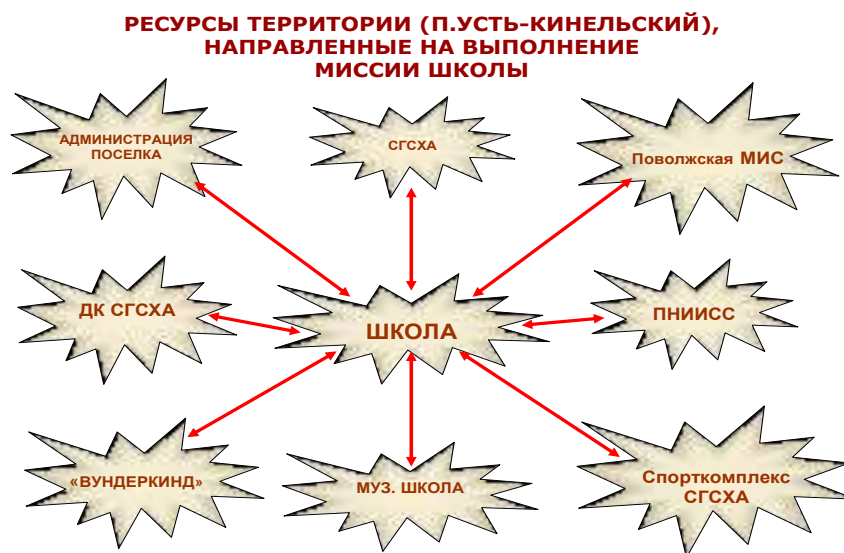 РЕСУРСЫ ТЕРРИТОРИИ (П.УСТЬ-КИНЕЛЬСКИЙ),
НАПРАВЛЕННЫЕ НА ВЫПОЛНЕНИЕ
МИССИИ ШКОЛЫ
АДМИНИСТРАЦИЯ
ПОСЕЛКА
СГСХА
Поволжская МИС
ДК СГСХА
ШКОЛА
ПНИИСС
«ВУНДЕРКИНД»
МУЗ. ШКОЛА
Спорткомплекс
СГСХА